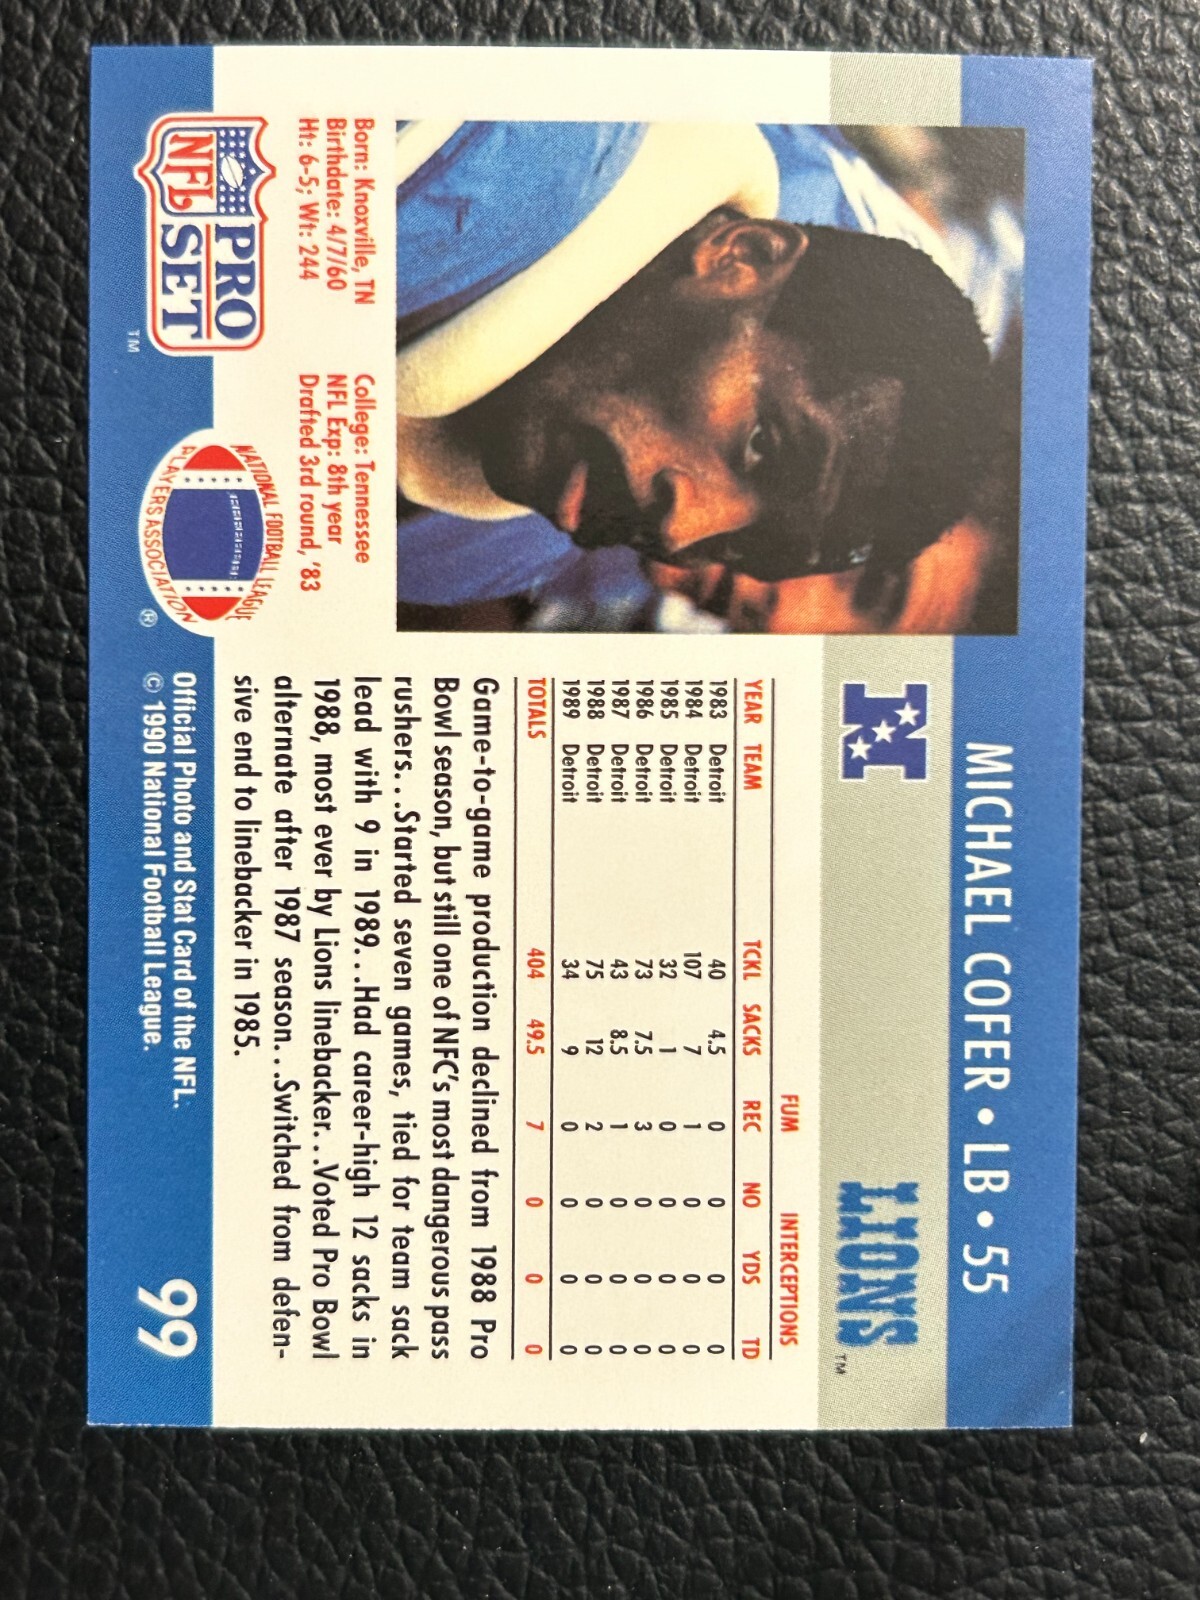 MICHAEL COFER • LB • 55
N
LIONS™
FUM INTERCEPTIONS
YEAR TEAM TCKL SACKS REC NO YDS TD
1983 Detroit 40 4.5 0 0 0 0
1984 Detroit 107 7 1 0 0 0
1985 Detroit 32 1 0 0 0 0
1986 Detroit 73 7.5 3 0 0 0
1987 Detroit 43 8.5 1 0 0 0
1988 Detroit 75 12 2 0 0 0
1989 Detroit 34 9 0 0 0 0
TOTALS 404 49.5 7 0 0 0
Game-to-game production declined from 1988 Pro
Bowl season, but still one of NFC's most dangerous pass
rushers. . .Started seven games, tied for team sack
lead with 9 in 1989. . .Had career-high 12 sacks in
1988, most ever by Lions linebacker. . .Voted Pro Bowl
alternate after 1987 season. . .Switched from defen-
sive end to linebacker in 1985.
Born: Knoxville, TN College: Tennessee
Birthdate: 4/7/60 NFL Exp: 8th year
Ht: 6-5; Wt: 244 Drafted 3rd round, '83
NFL PRO SET™
NATIONAL FOOTBALL LEAGUE
PLAYERS ASSOCIATION®
Official Photo and Stat Card of the NFL.
© 1990 National Football League.
99